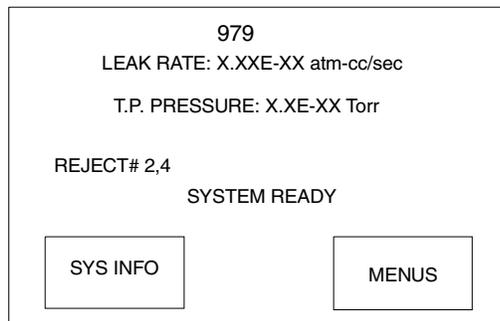 979
LEAK RATE: X.XXE-XX atm-cc/sec
T.P. PRESSURE: X.XE-XX Torr
REJECT# 2,4
SYSTEM READY
SYS INFO
MENUS